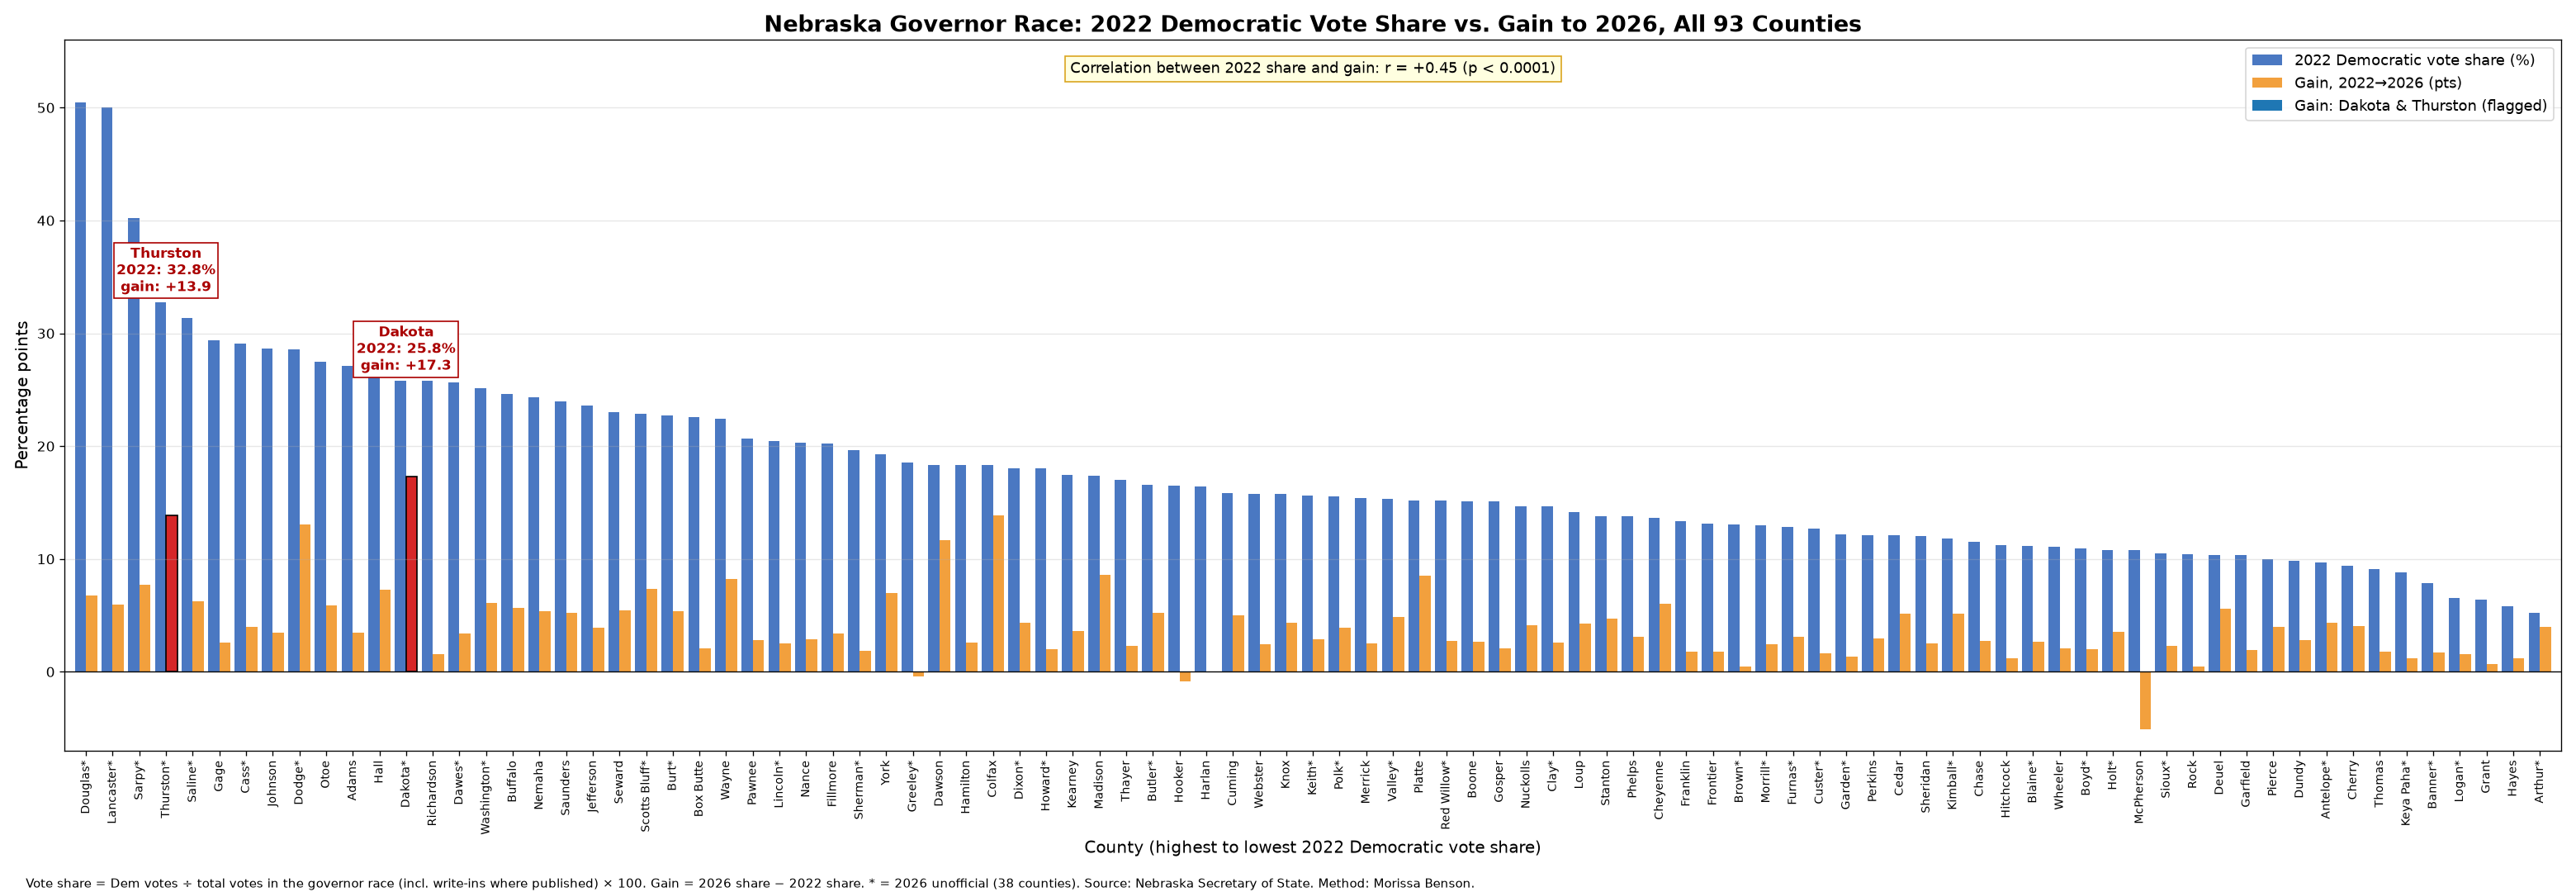 Nebraska Governor Race: 2022 Democratic Vote Share vs. Gain to 2026, All 93 Counties
Correlation between 2022 share and gain: r = +0.45 (p < 0.0001)
2022 Democratic vote share (%)
Gain, 2022→2026 (pts)
Gain: Dakota & Thurston (flagged)
Percentage points
50
40
30
20
10
0
Thurston
2022: 32.8%
gain: +13.9
Dakota
2022: 25.8%
gain: +17.3
Douglas*
Lancaster*
Sarpy*
Thurston*
Saline*
Gage
Cass*
Johnson
Dodge*
Otoe
Adams
Hall
Dakota*
Richardson
Dawes*
Washington*
Buffalo
Nemaha
Saunders
Jefferson
Seward
Scotts Bluff*
Burt*
Box Butte
Wayne
Pawnee
Lincoln*
Nance
Fillmore
Sherman*
York
Greeley*
Dawson
Hamilton
Colfax
Dixon*
Howard*
Kearney
Madison
Thayer
Butler*
Hooker
Harlan
Cuming
Webster
Knox
Keith*
Polk*
Merrick
Valley*
Platte
Red Willow*
Boone
Gosper
Nuckolls
Clay*
Loup
Stanton
Phelps
Cheyenne
Franklin
Frontier
Brown*
Morrill*
Furnas*
Custer*
Garden*
Perkins
Cedar
Sheridan
Kimball*
Chase
Hitchcock
Blaine*
Wheeler
Boyd*
Holt*
McPherson
Sioux*
Rock
Deuel
Garfield
Pierce
Dundy
Antelope*
Cherry
Thomas
Keya Paha*
Banner*
Logan*
Grant
Hayes
Arthur*
County (highest to lowest 2022 Democratic vote share)
Vote share = Dem votes ÷ total votes in the governor race (incl. write-ins where published) × 100. Gain = 2026 share − 2022 share. * = 2026 unofficial (38 counties). Source: Nebraska Secretary of State. Method: Morissa Benson.